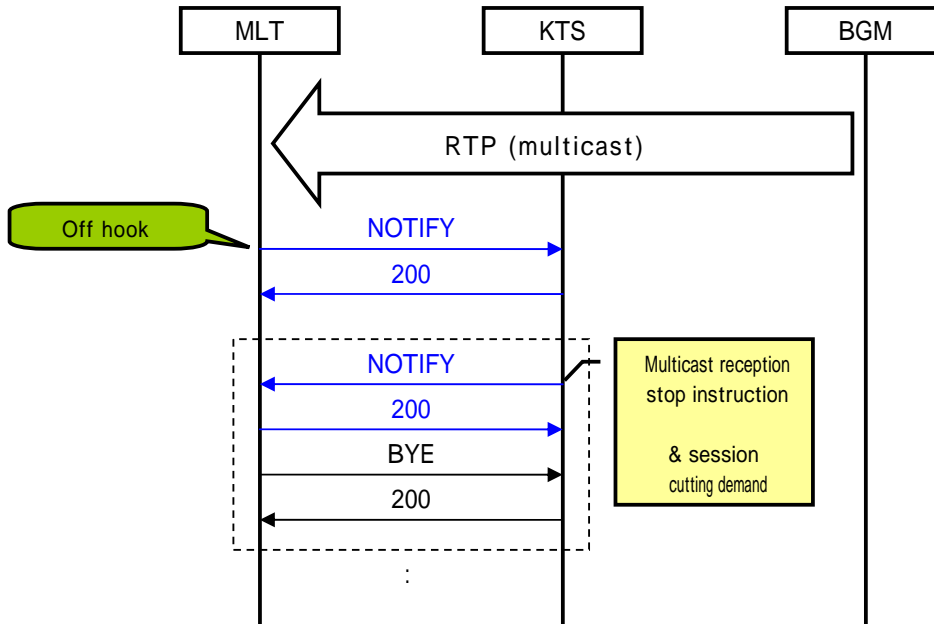 MLT KTS BGM
RTP (multicast)
Off hook
NOTIFY
200
NOTIFY
Multicast reception
stop instruction
200
& session
BYE
cutting demand
200
: